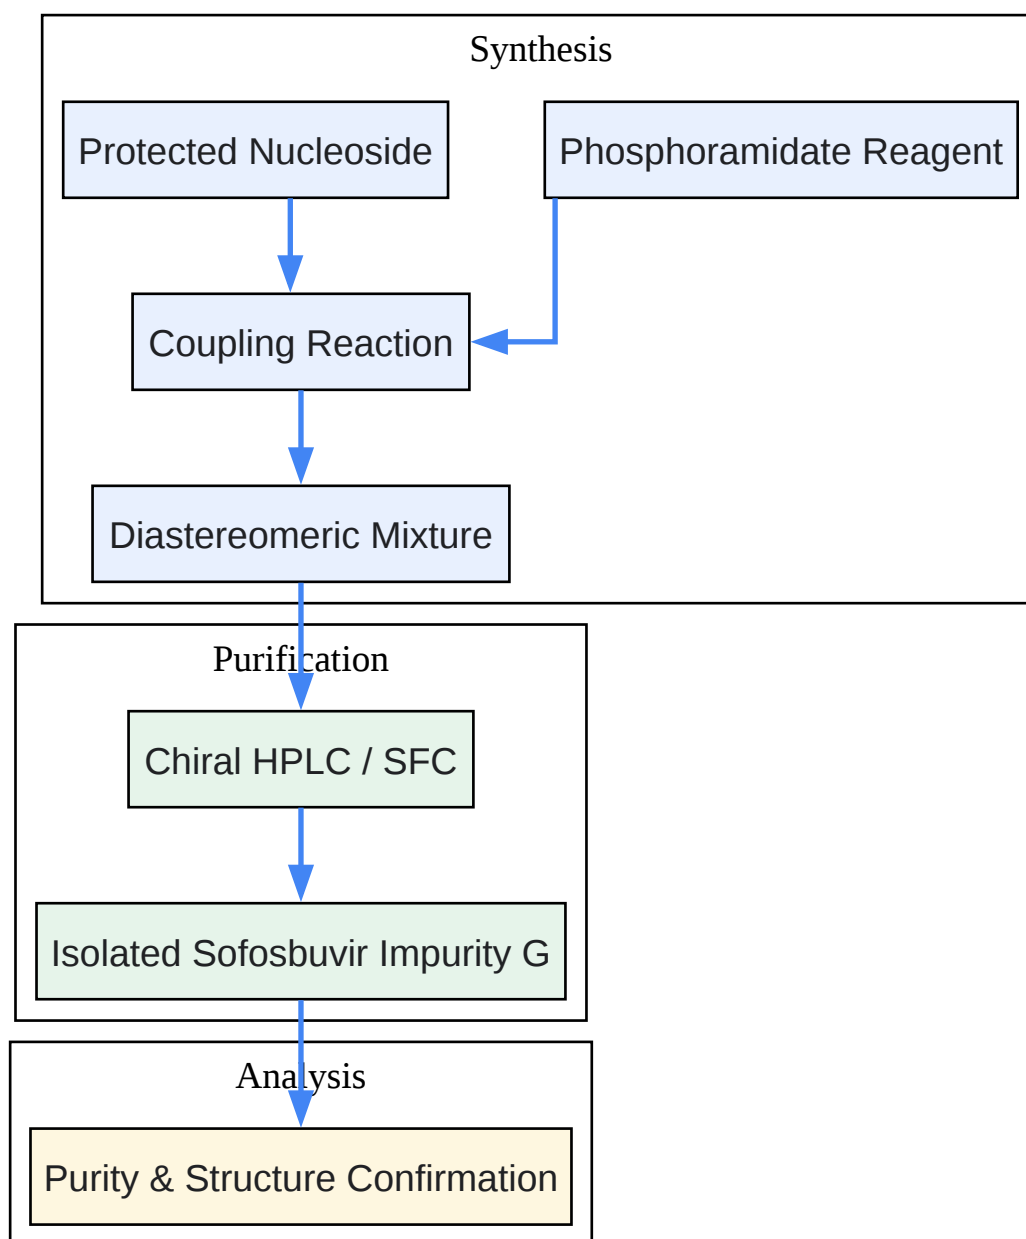 Synthesis
Protected Nucleoside
Phosphoramidate Reagent
Coupling Reaction
Diastereomeric Mixture
Purification
Chiral HPLC / SFC
Isolated Sofosbuvir Impurity G
Analysis
Purity & Structure Confirmation